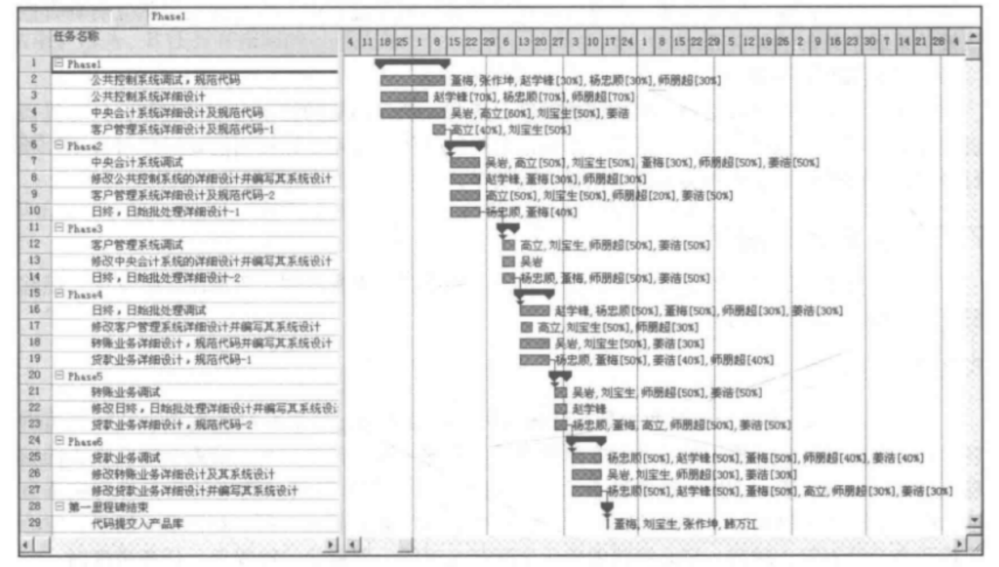 Phase1
任务名称
4 11 18 25 1 8 15 22 29 6 13 20 27 3 10 17 24 1 8 15 22 29 5 12 19 26 2 9 16 23 30 7 14 21 28 4
1 Phase1
2 公共控制系统调试，规范代码 董梅, 张作坤, 赵学锋[30%], 杨忠顺[30%], 师朋超[30%]
3 公共控制系统详细设计 赵学锋[70%], 杨忠顺[70%], 师朋超[70%]
4 中央会计系统详细设计及规范代码 吴岩, 高立[60%], 刘宝生[50%], 姜浩
5 客户管理系统详细设计及规范代码-1 高立[40%], 刘宝生[50%]
6 Phase2
7 中央会计系统调试 吴岩, 高立[50%], 刘宝生[50%], 董梅[30%], 师朋超[50%], 姜浩[50%]
8 修改公共控制系统的详细设计并编写其系统设计 赵学锋, 董梅[30%], 师朋超[30%]
9 客户管理系统详细设计及规范代码-2 高立[50%], 刘宝生[50%], 师朋超[20%], 姜浩[50%]
10 日终，日始批处理详细设计-1 杨忠顺, 董梅[40%]
11 Phase3
12 客户管理系统调试 高立, 刘宝生, 师朋超[50%], 姜浩[50%]
13 修改中央会计系统的详细设计并编写其系统设计 吴岩
14 日终，日始批处理详细设计-2 杨忠顺, 董梅, 师朋超[50%], 姜浩[50%]
15 Phase4
16 日终，日始批处理调试 赵学锋, 杨忠顺[50%], 董梅[50%], 师朋超[30%], 姜浩[30%]
17 修改客户管理系统详细设计并编写其系统设计 高立, 刘宝生[50%], 师朋超[30%]
18 转账业务详细设计，规范代码并编写其系统设计 吴岩, 刘宝生[50%], 姜浩[30%]
19 贷款业务详细设计，规范代码-1 杨忠顺, 董梅[50%], 姜浩[40%], 师朋超[40%]
20 Phase5
21 转账业务调试 吴岩, 刘宝生, 师朋超[50%], 姜浩[50%]
22 修改日终，日始批处理详细设计并编写其系统设i 赵学锋
23 贷款业务详细设计，规范代码-2 杨忠顺, 董梅, 高立, 师朋超[50%], 姜浩[50%]
24 Phase6
25 贷款业务调试 杨忠顺[50%], 赵学锋[50%], 董梅[50%], 师朋超[40%], 姜浩[40%]
26 修改转账业务详细设计及其系统设计 吴岩, 刘宝生, 师朋超[30%], 姜浩[30%]
27 修改贷款业务详细设计并编写其系统设计 杨忠顺[50%], 赵学锋[50%], 董梅[50%], 高立, 师朋超[30%], 姜浩[30%]
28 第一里程碑结束
29 代码提交入产品库 董梅, 刘宝生, 张作坤, 韩万江